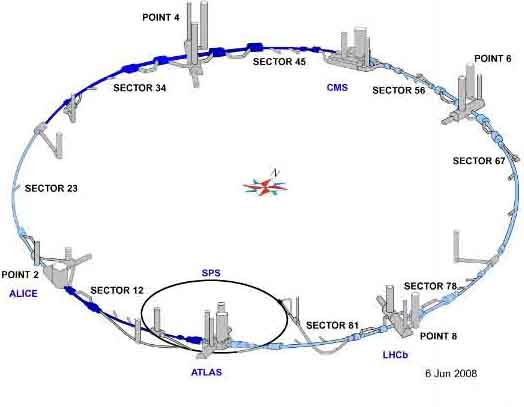 POINT 4
SECTOR 45
SECTOR 34
CMS
POINT 6
SECTOR 56
SECTOR 67
N
SECTOR 23
POINT 2
ALICE
SECTOR 12
SPS
SECTOR 78
SECTOR 81
POINT 8
LHCb
ATLAS
6 Jun 2008